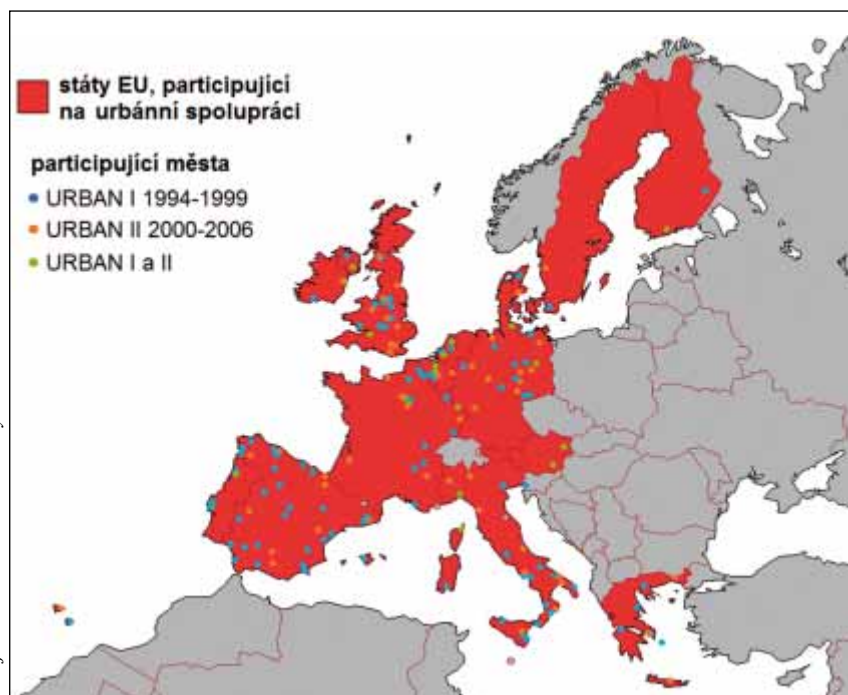 státy EU, participující
na urbánní spolupráci
participující města
URBAN I 1994-1999
URBAN II 2000-2006
URBAN I a II